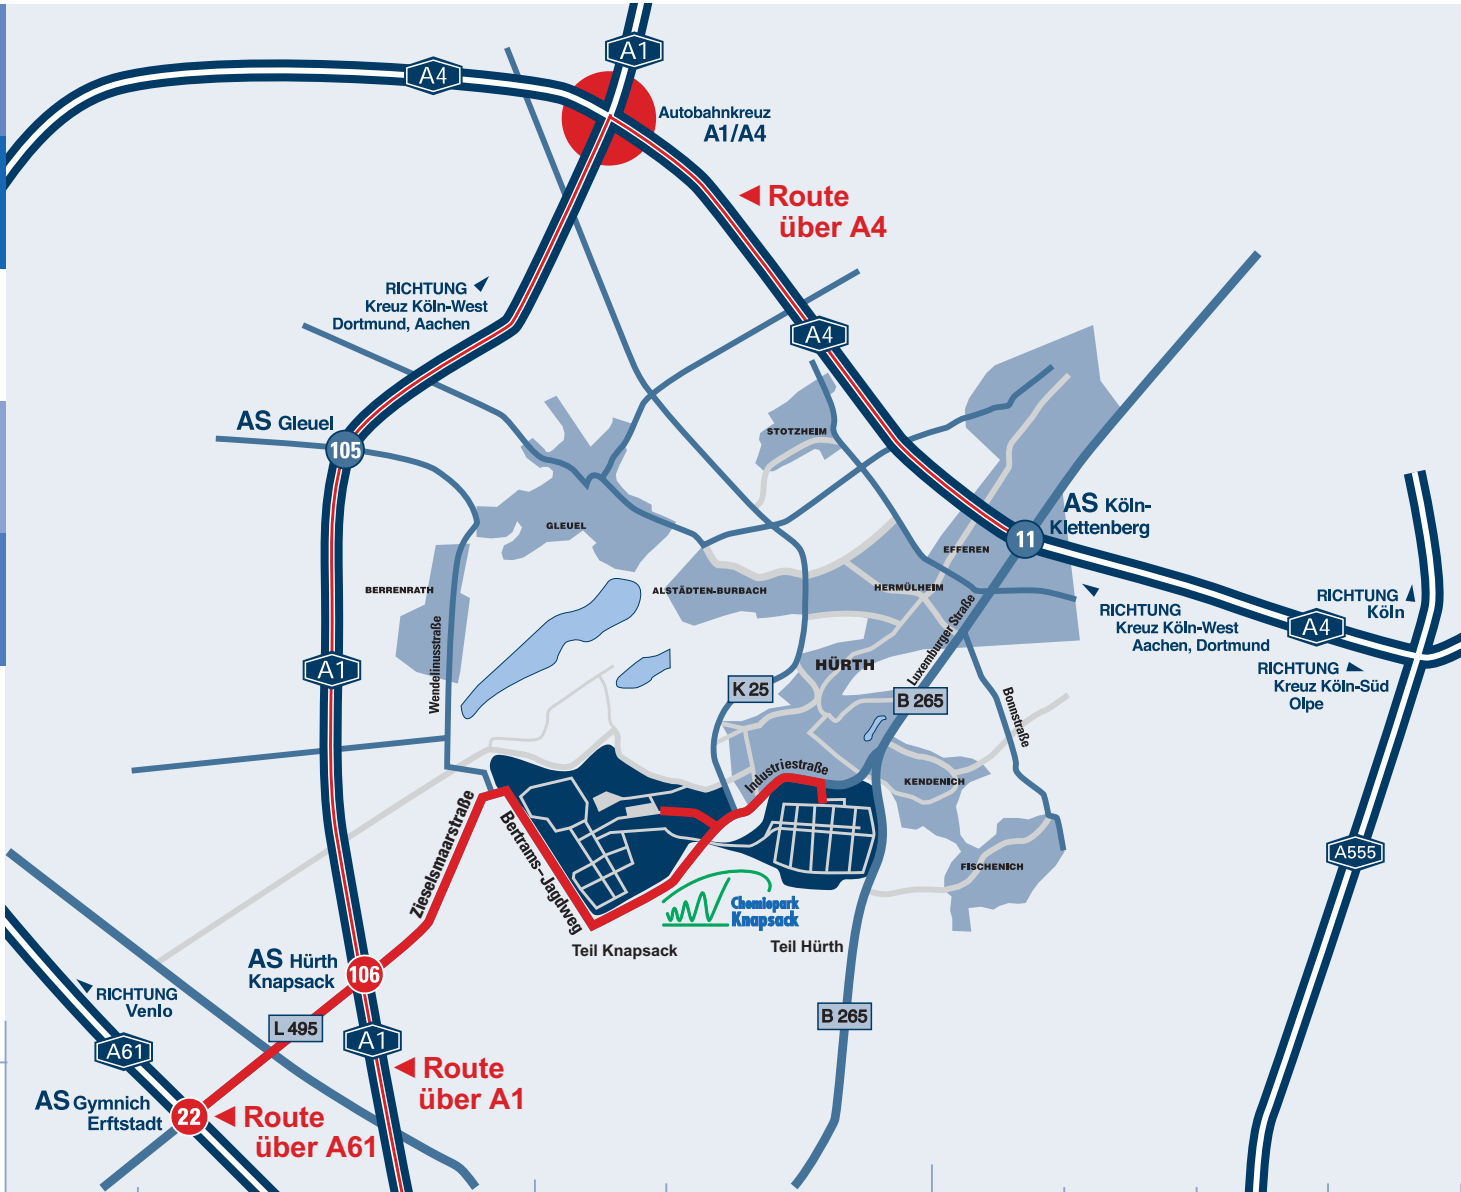 A1
A4
Autobahnkreuz
A1/A4
Route
über A4
RICHTUNG
Kreuz Köln-West
Dortmund, Aachen
A4
AS Gleuel
105
STOTZHEIM
GLEUEL
AS Köln-
Klettenberg
11
EFFEREN
BERRENRATH
ALSTÄDTEN-BURBACH
HERMÜLHEIM
RICHTUNG
Köln
RICHTUNG
Kreuz Köln-West
Aachen, Dortmund
A4
Wendelinusstraße
Luxemburger Straße
A1
HÜRTH
RICHTUNG
Kreuz Köln-Süd
Olpe
K 25
B 265
Bonnstraße
Industriestraße
KENDENICH
Zieselsmaarstraße
Bertrams-Jagdweg
A555
FISCHENICH
Chemiepark
Knapsack
Teil Knapsack
Teil Hürth
AS Hürth
Knapsack
106
RICHTUNG
Venlo
L 495
B 265
A61
A1
Route
über A1
AS Gymnich
Erftstadt
22
Route
über A61